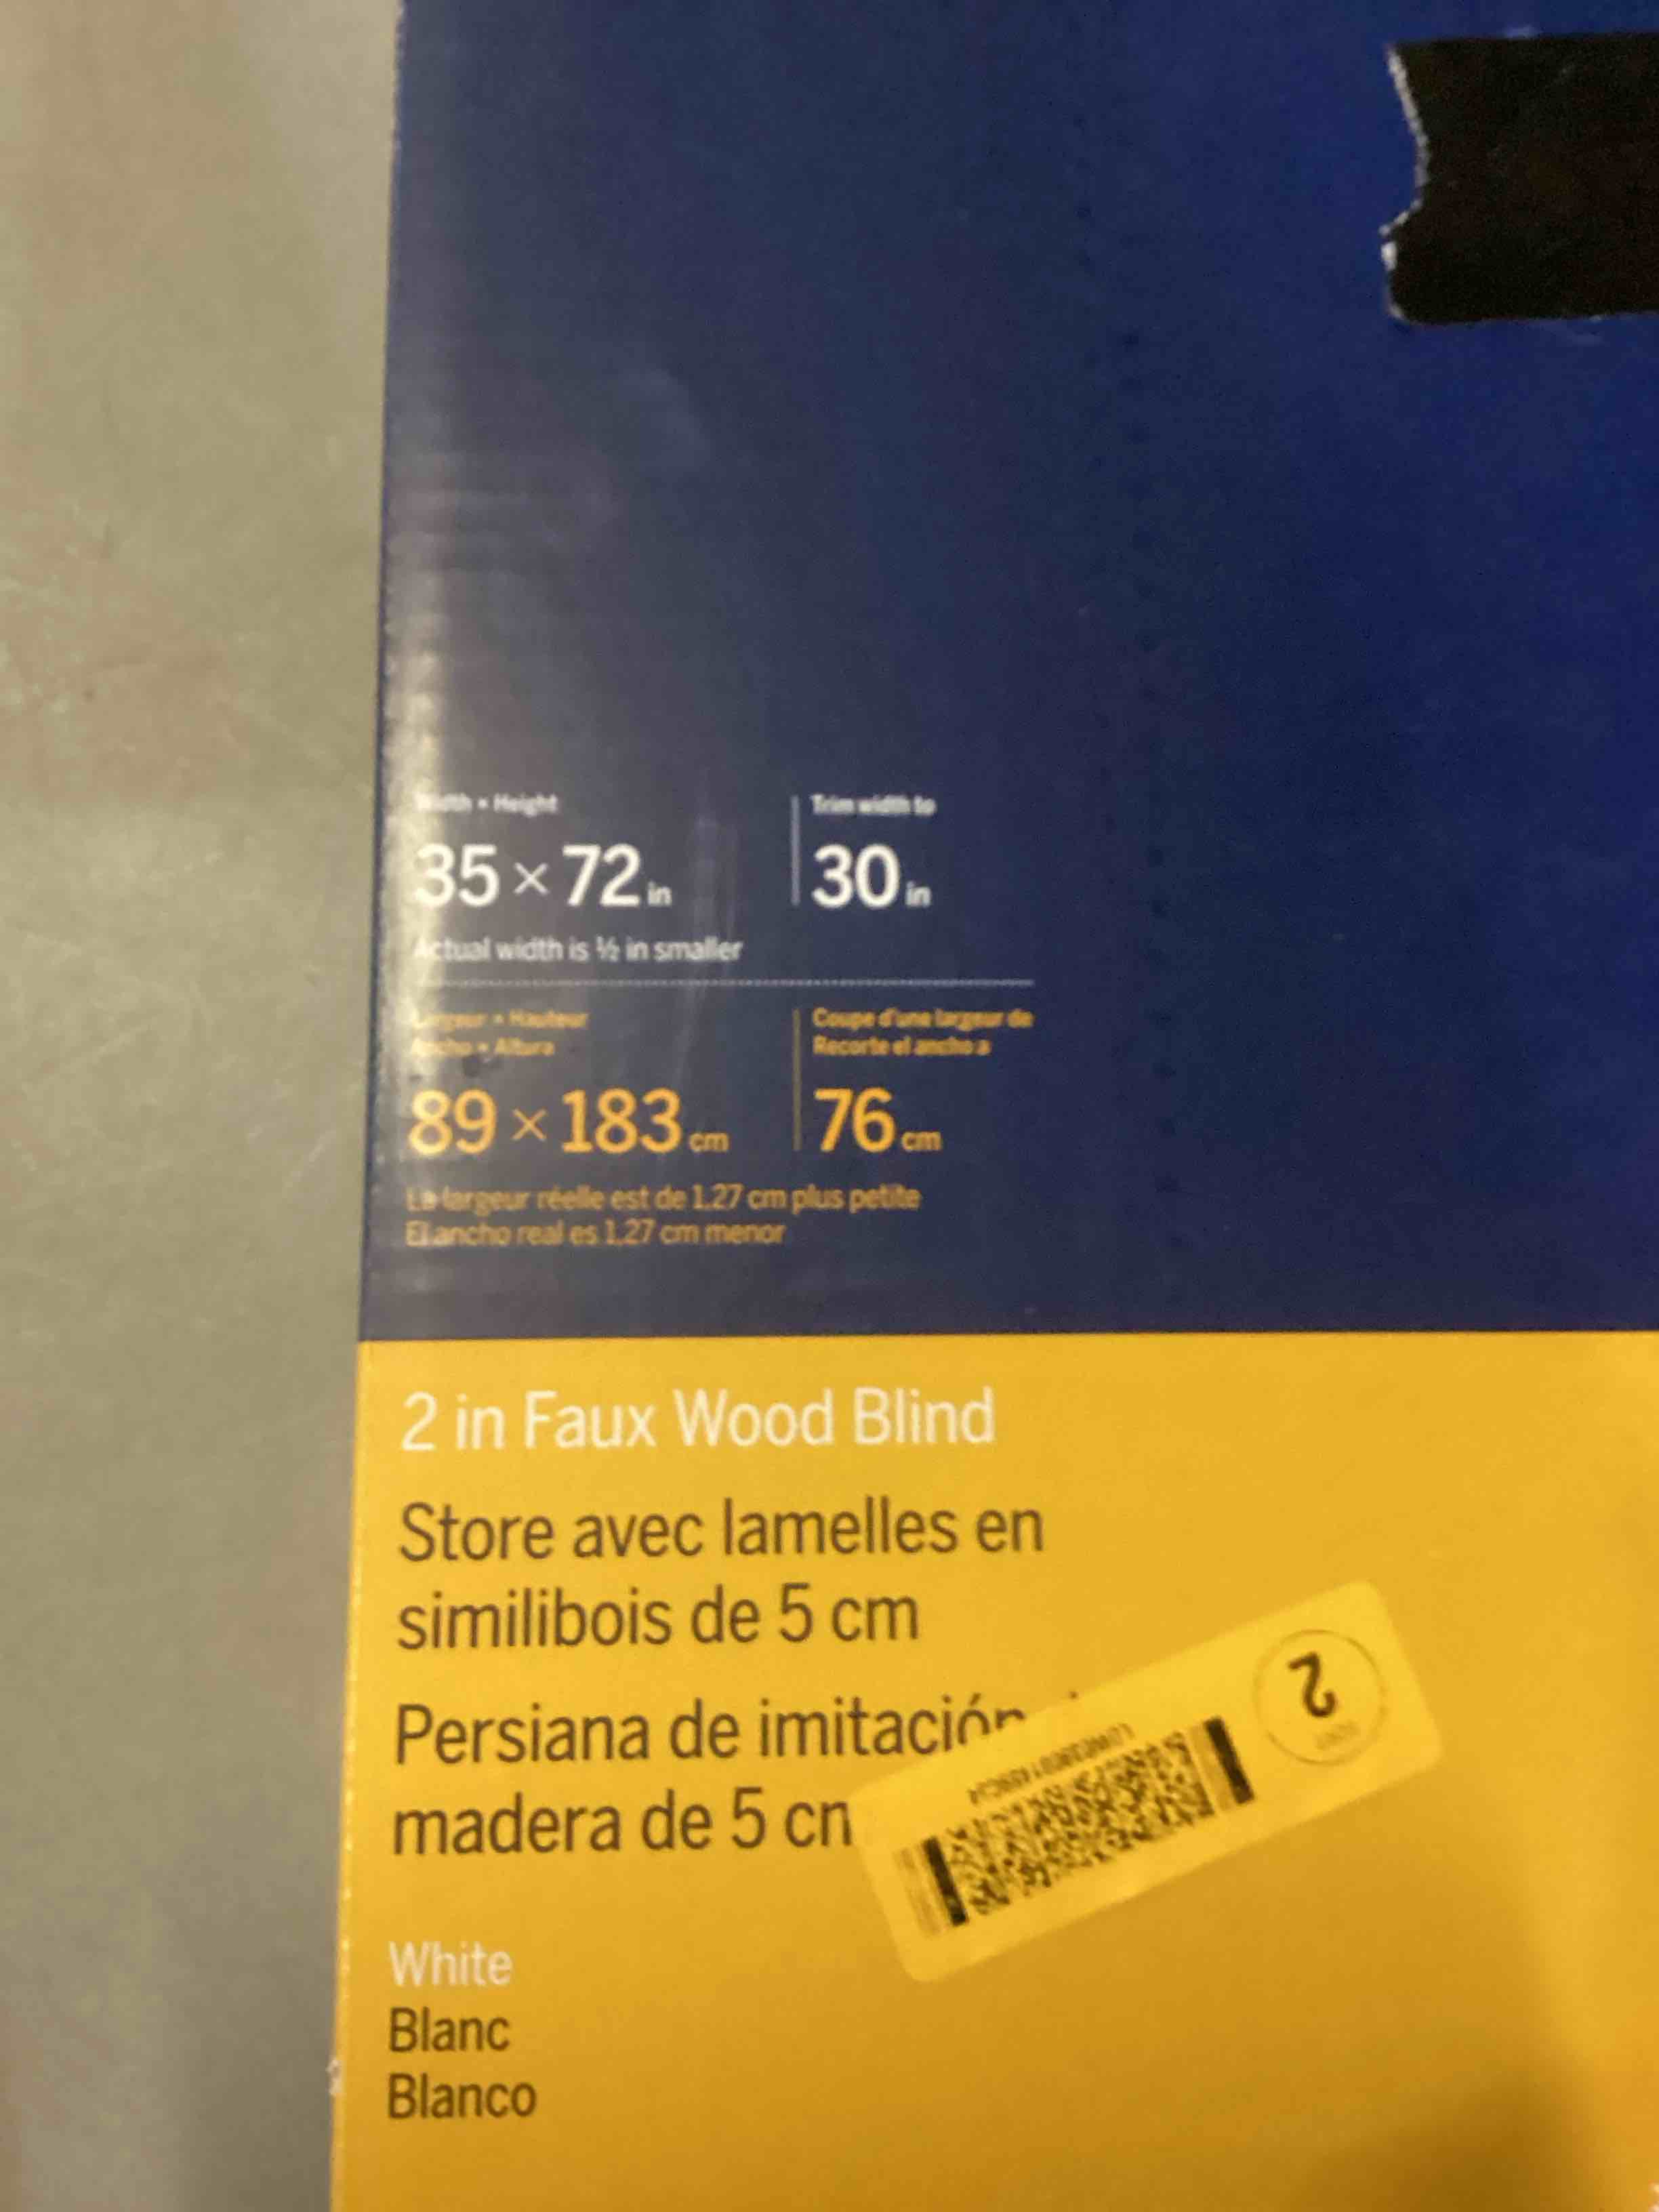 Width × Height
35 × 72 in
Actual width is ½ in smaller
Trim width to
30 in
Largeur × Hauteur
Ancho × Altura
89 × 183 cm
Coupe d'une largeur de
Recorte el ancho a
76 cm
La largeur réelle est de 1,27 cm plus petite
El ancho real es 1,27 cm menor
2 in Faux Wood Blind
Store avec lamelles en
similibois de 5 cm
Persiana de imitación
madera de 5 cm
2
White
Blanc
Blanco